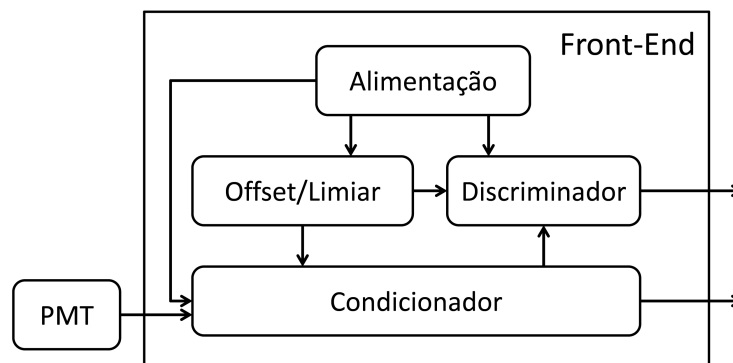 Front-End
Alimentação
Offset/Limiar
Discriminador
Condicionador
PMT